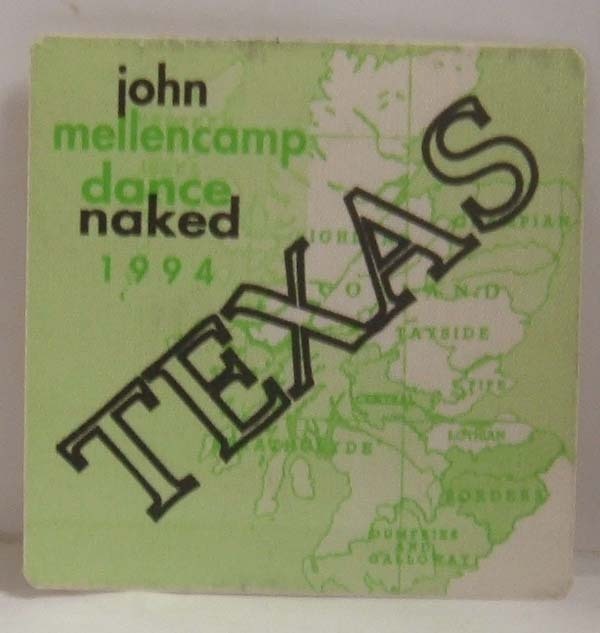 john
mellencamp
dance
naked
1994
TEXAS
TAYSIDE
FIFE
CENTRAL
LOTHIAN
BORDERS
DUMFRIES
AND
GALLOWAY